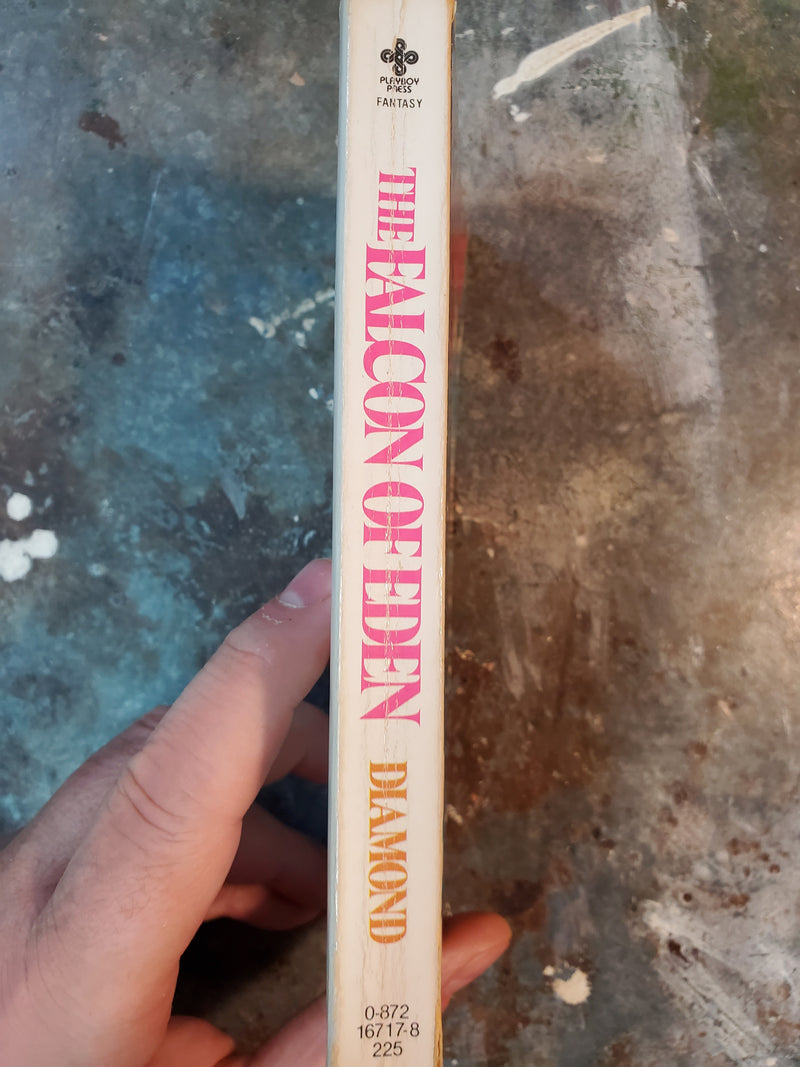 PLAYBOY
PRESS
FANTASY
THE FALCON OF EDEN
DIAMOND
0-872
16717-8
225